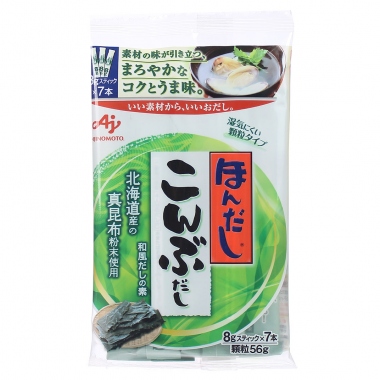 8gスティック
×7本
素材の味が引き立つ、
まろやかな
コクとうま味。
いい素材から、いいおだし。
AJINOMOTO
湿気にくい
顆粒タイプ
ほんだし
こんぶだし
和風だしの素
北海道産の
真昆布
粉末使用
8gスティック×7本
顆粒56g